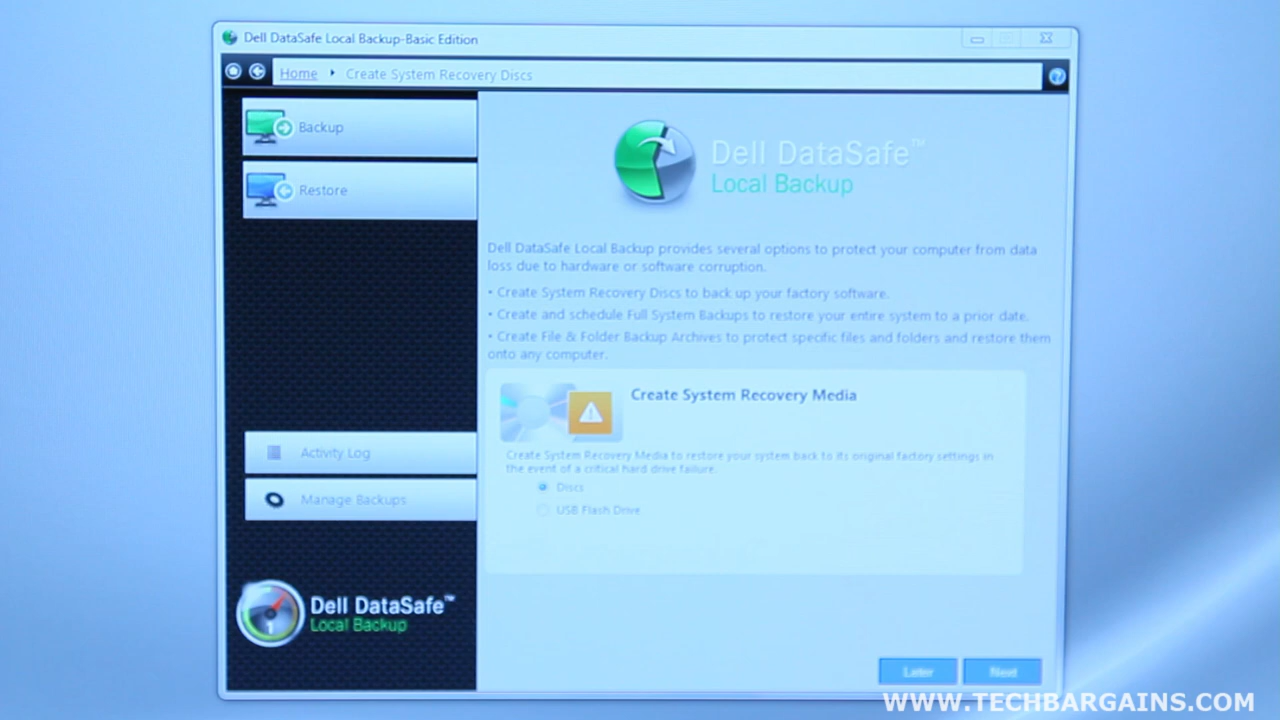 Dell DataSafe Local Backup-Basic Edition
Home
Create System Recovery Discs
Backup
Restore
Dell DataSafe™
Local Backup
Dell DataSafe Local Backup provides several options to protect your computer from data
loss due to hardware or software corruption.
• Create System Recovery Discs to back up your factory software.
• Create and schedule Full System Backups to restore your entire system to a prior date.
• Create File & Folder Backup Archives to protect specific files and folders and restore them
onto any computer.
Create System Recovery Media
Create System Recovery Media to restore your system back to its original factory settings in
the event of a critical hard drive failure.
Discs
USB Flash Drive
Activity Log
Manage Backups
Dell DataSafe™
Local Backup
Later
Next
WWW.TECHBARGAINS.COM